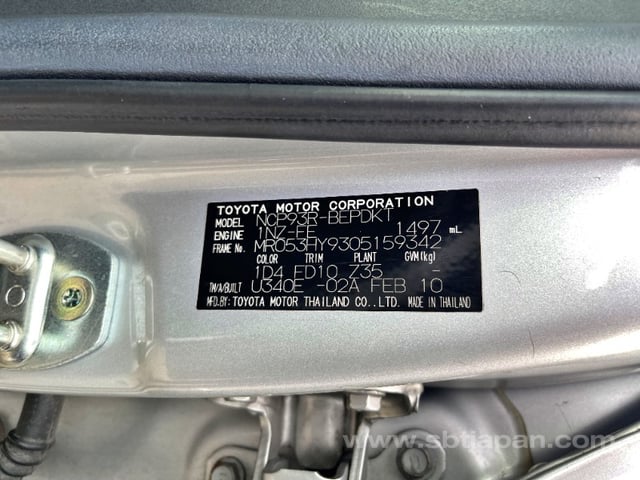 TOYOTA MOTOR CORPORATION
MODEL NCP93R-BEPDKT
ENGINE 1NZ-FE 1497 mL
FRAME No. MR053HY9305159342
COLOR TRIM PLANT GVM(kg)
1D4 FD10 Z35 -
T/A/BUILT U340E -02A FEB 10
MFD.BY:TOYOTA MOTOR THAILAND CO.,LTD. MADE IN THAILAND
www.sbtjapan.com